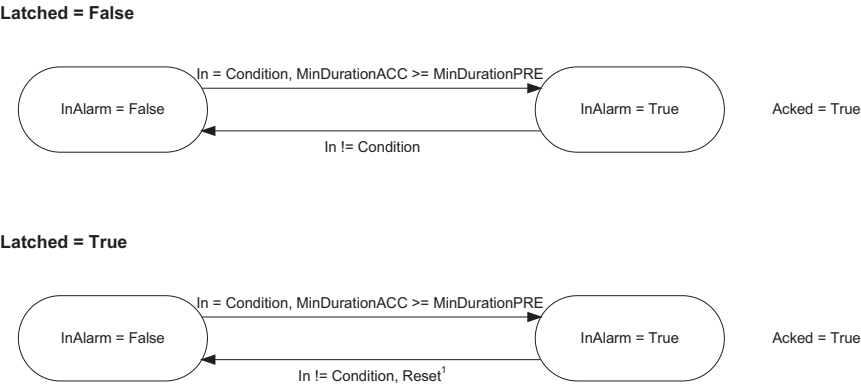 Latched = False
In = Condition, MinDurationACC >= MinDurationPRE
InAlarm = False
InAlarm = True
Acked = True
In != Condition
Latched = True
In = Condition, MinDurationACC >= MinDurationPRE
InAlarm = False
InAlarm = True
Acked = True
In != Condition, Reset¹